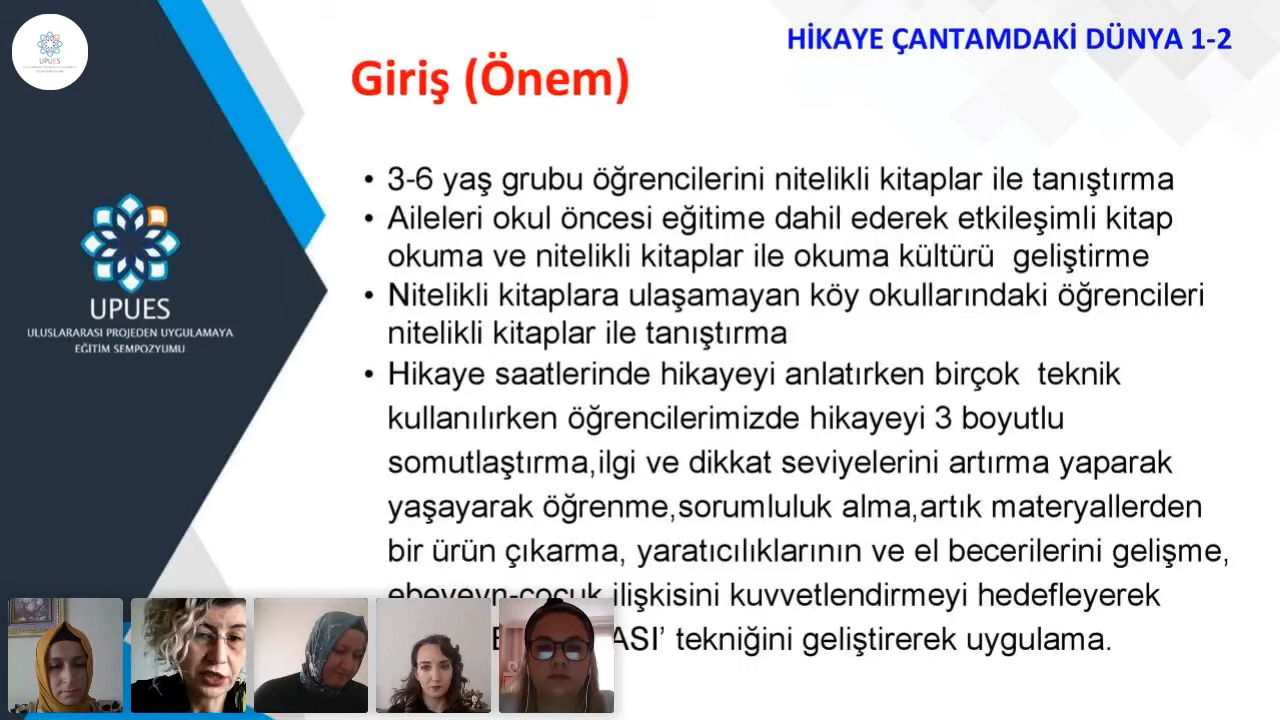 UPUES
HİKAYE ÇANTAMDAKİ DÜNYA 1-2
Giriş (Önem)
• 3-6 yaş grubu öğrencilerini nitelikli kitaplar ile tanıştırma
• Aileleri okul öncesi eğitime dahil ederek etkileşimli kitap
okuma ve nitelikli kitaplar ile okuma kültürü geliştirme
• Nitelikli kitaplara ulaşamayan köy okullarındaki öğrencileri
nitelikli kitaplar ile tanıştırma
• Hikaye saatlerinde hikayeyi anlatırken birçok teknik
kullanılırken öğrencilerimizde hikayeyi 3 boyutlu
somutlaştırma,ilgi ve dikkat seviyelerini artırma yaparak
yaşayarak öğrenme,sorumluluk alma,artık materyallerden
bir ürün çıkarma, yaratıcılıklarının ve el becerilerini gelişme,
ebeveyn-çocuk ilişkisini kuvvetlendirmeyi hedefleyerek
ASI’ tekniğini geliştirerek uygulama.
UPUES
ULUSLARARASI PROJEDEN UYGULAMAYA
EĞİTİM SEMPOZYUMU